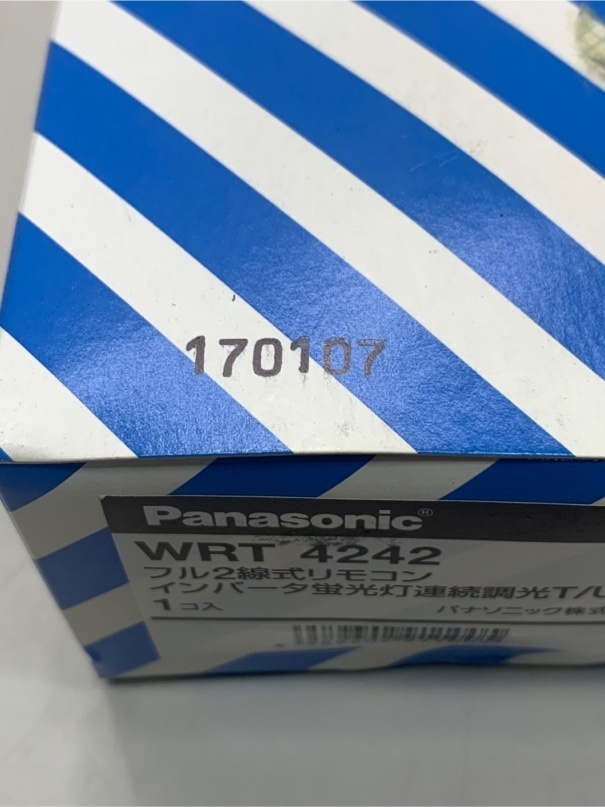 170107
Panasonic®
WRT 4242
フル2線式リモコン
インバータ蛍光灯連続調光T/U
1コ入
パナソニック株式